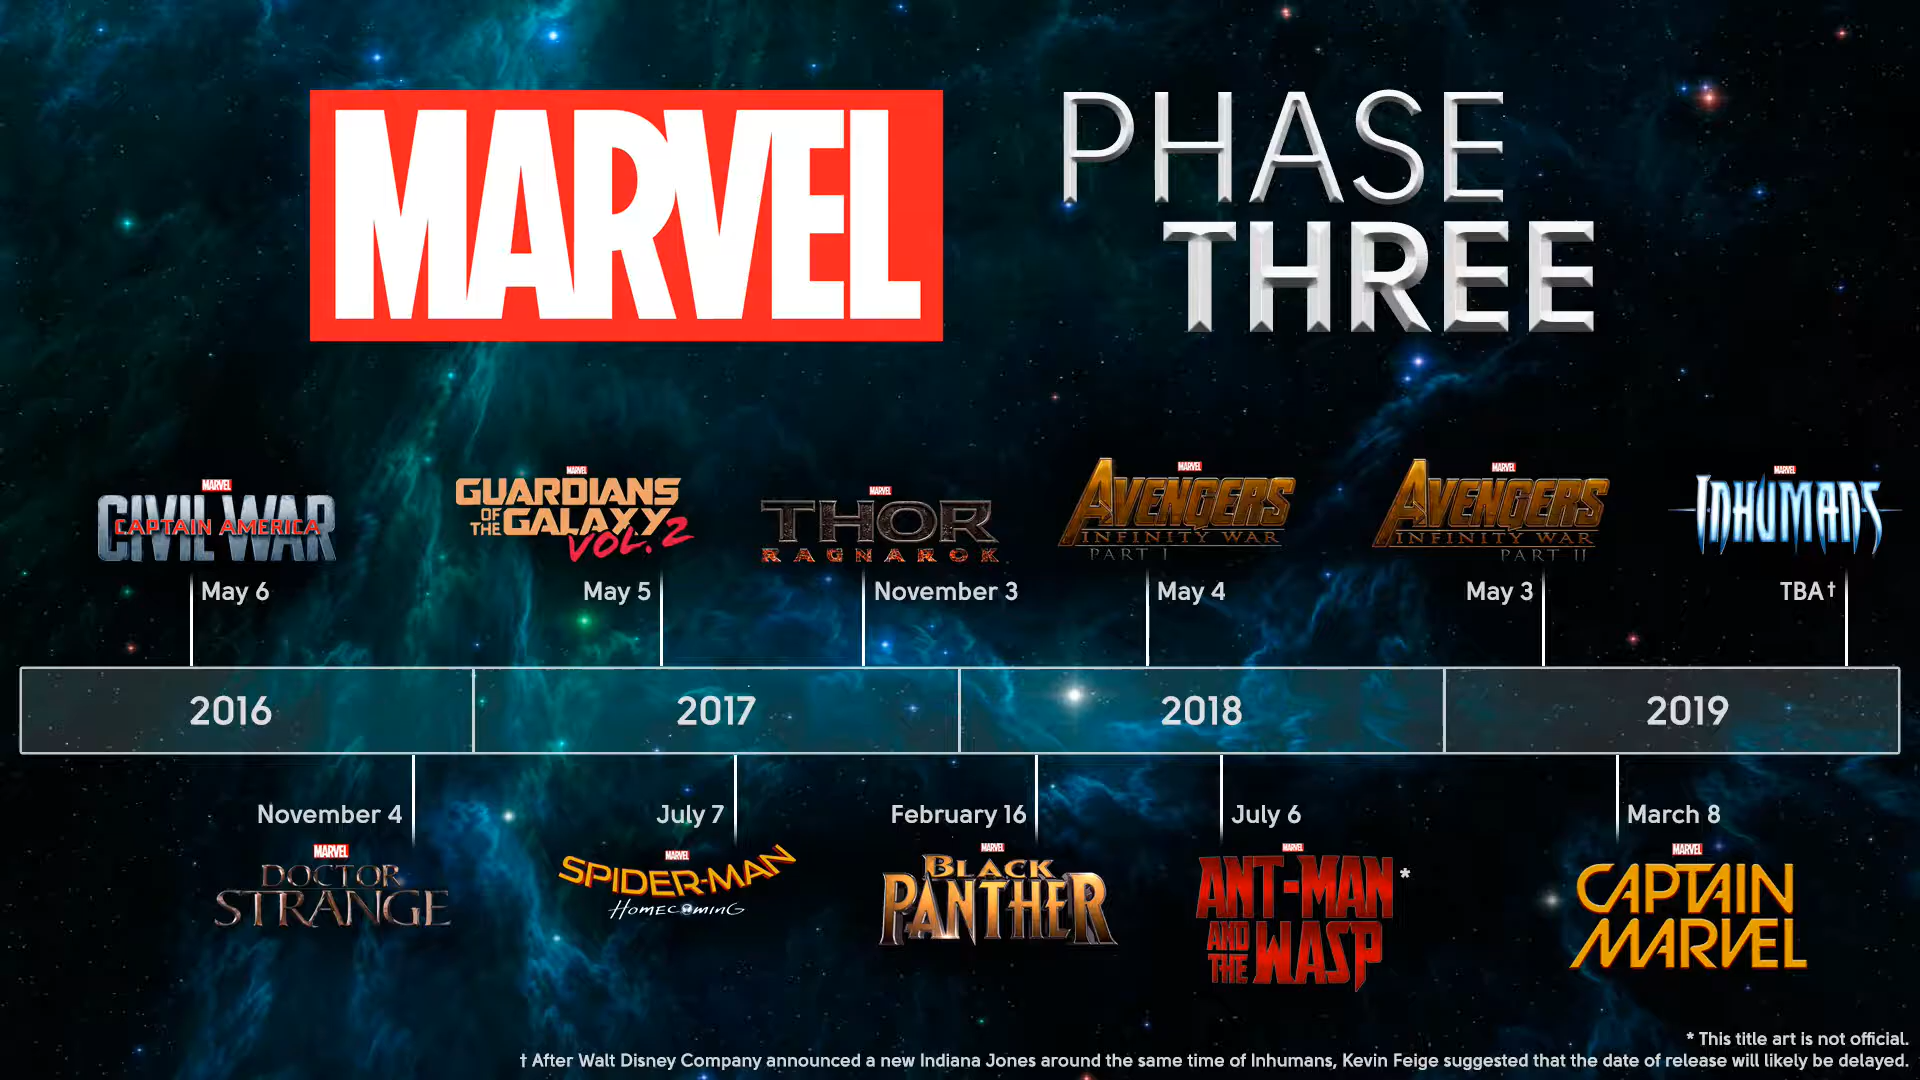 MARVEL
PHASE
THREE
MARVEL
CIVIL WAR
CAPTAIN AMERICA
May 6
MARVEL
GUARDIANS
OF THE GALAXY
VOL. 2
May 5
MARVEL
THOR
RAGNAROK
November 3
MARVEL
AVENGERS
INFINITY WAR
PART I
May 4
MARVEL
AVENGERS
INFINITY WAR
PART II
May 3
MARVEL
INHUMANS
TBA†
2016
2017
2018
2019
November 4
MARVEL
DOCTOR
STRANGE
July 7
MARVEL
SPIDER-MAN
HOMECOMING
February 16
MARVEL
BLACK
PANTHER
July 6
MARVEL
ANT-MAN *
AND THE WASP
March 8
MARVEL
CAPTAIN
MARVEL
* This title art is not official.
† After Walt Disney Company announced a new Indiana Jones around the same time of Inhumans, Kevin Feige suggested that the date of release will likely be delayed.